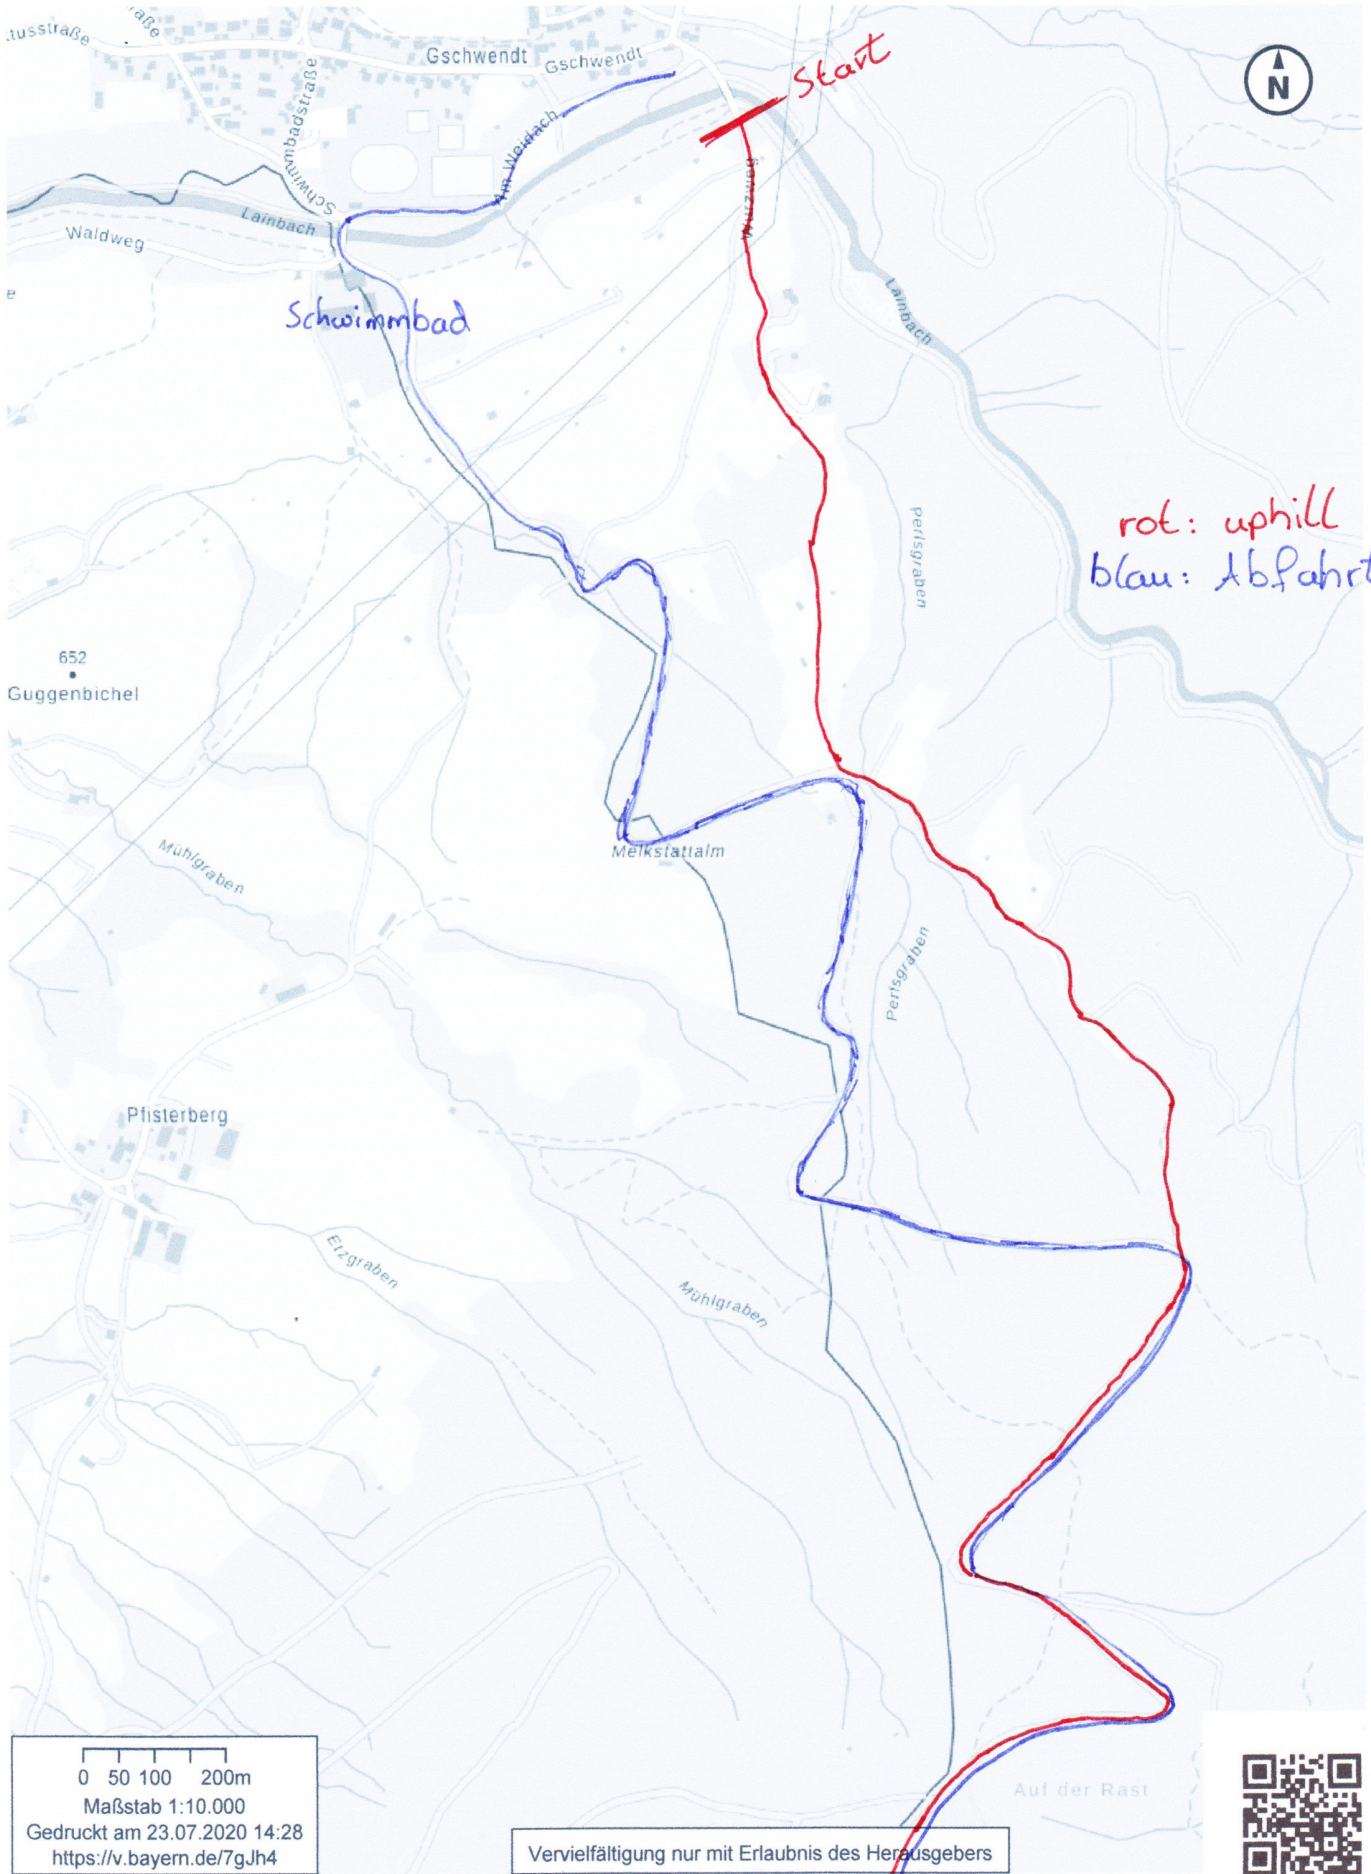 Gschwendt
Gschwendt
Start
N
Schwimmbadstraße
Am Weidach
Lainbach
Waldweg
Schwimmbad
Lainbach
rot: uphill
blau: Abfahrt
Perlsgraben
652
Guggenbichel
Mühlgraben
Melkstattalm
Perlsgraben
Pfisterberg
Etzgraben
Mühlgraben
Auf der Rast
0 50 100 200m
Maßstab 1:10.000
Gedruckt am 23.07.2020 14:28
https://v.bayern.de/7gJh4
Vervielfältigung nur mit Erlaubnis des Herausgebers